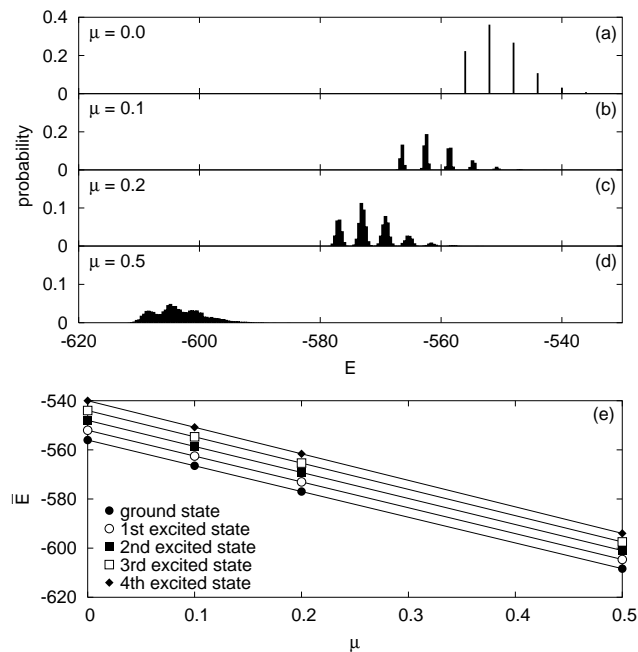 0.4
μ = 0.0
(a)
0.2
0
μ = 0.1
(b)
0.2
0
μ = 0.2
(c)
0.1
0
μ = 0.5
(d)
0.1
0
probability
-620 -600 -580 -560 -540
E
-540
(e)
-560
-580
-600
-620
E̅
ground state
1st excited state
2nd excited state
3rd excited state
4th excited state
0 0.1 0.2 0.3 0.4 0.5
μ